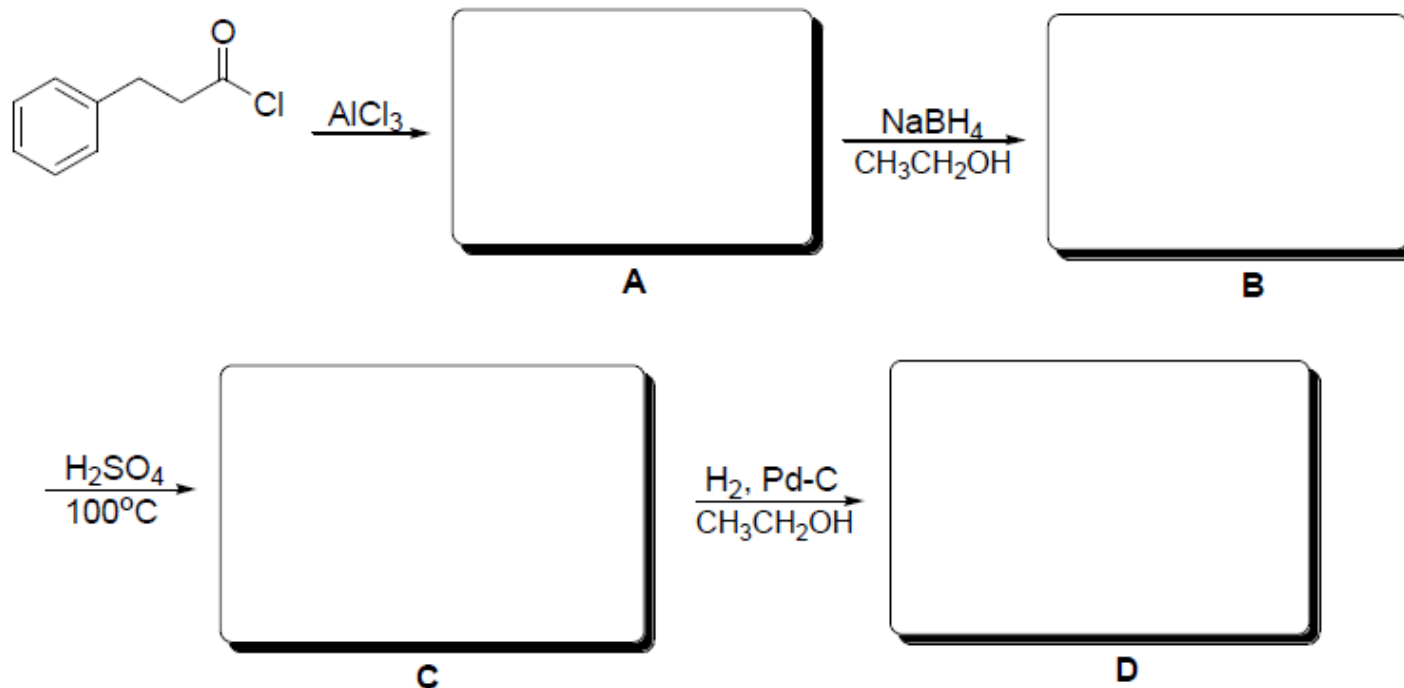 O
Cl
AlCl₃
NaBH₄
CH₃CH₂OH
A
B
H₂SO₄
100°C
H₂, Pd-C
CH₃CH₂OH
C
D